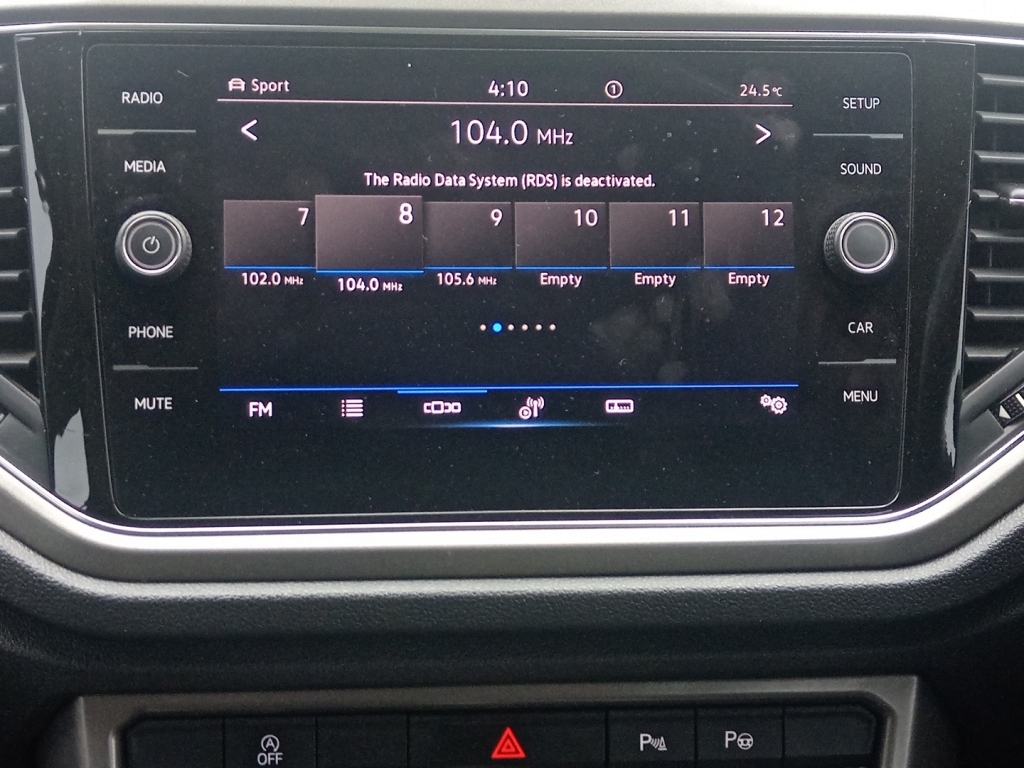 Sport 4:10 1 24.5°C
RADIO
SETUP
< 104.0 MHz >
MEDIA
SOUND
The Radio Data System (RDS) is deactivated.
7 8 9 10 11 12
102.0 MHz 104.0 MHz 105.6 MHz Empty Empty Empty
PHONE
CAR
MUTE
MENU
FM
A
OFF
P
P